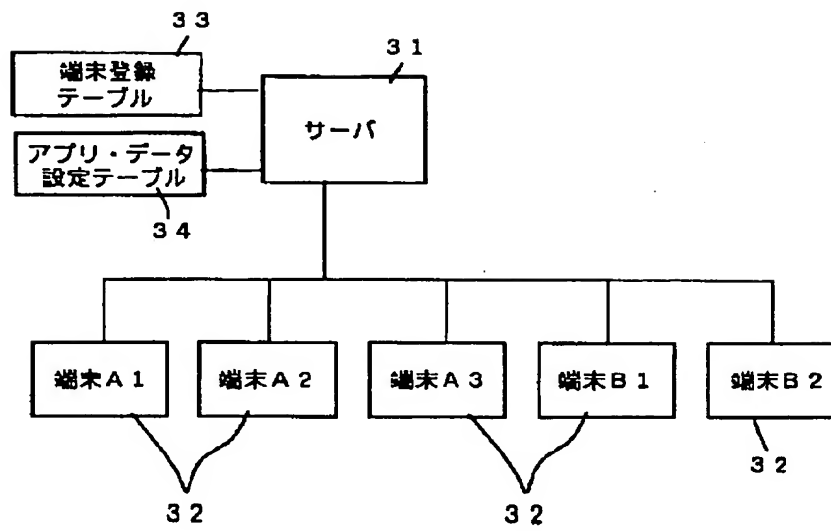 ３３
端末登録
テーブル
３１
サーバ
アプリ・データ
設定テーブル
３４
端末Ａ１
端末Ａ２
端末Ａ３
端末Ｂ１
端末Ｂ２
３２
３２
３２